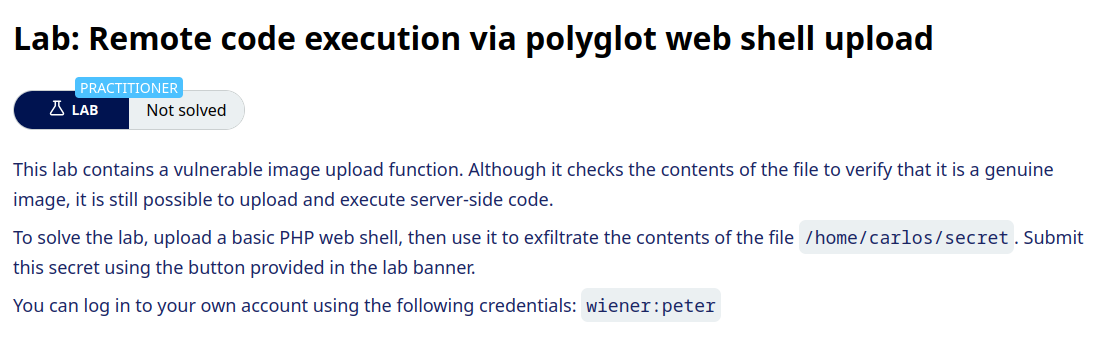 Lab: Remote code execution via polyglot web shell upload
PRACTITIONER
LAB Not solved
This lab contains a vulnerable image upload function. Although it checks the contents of the file to verify that it is a genuine
image, it is still possible to upload and execute server-side code.
To solve the lab, upload a basic PHP web shell, then use it to exfiltrate the contents of the file /home/carlos/secret. Submit
this secret using the button provided in the lab banner.
You can log in to your own account using the following credentials: wiener:peter